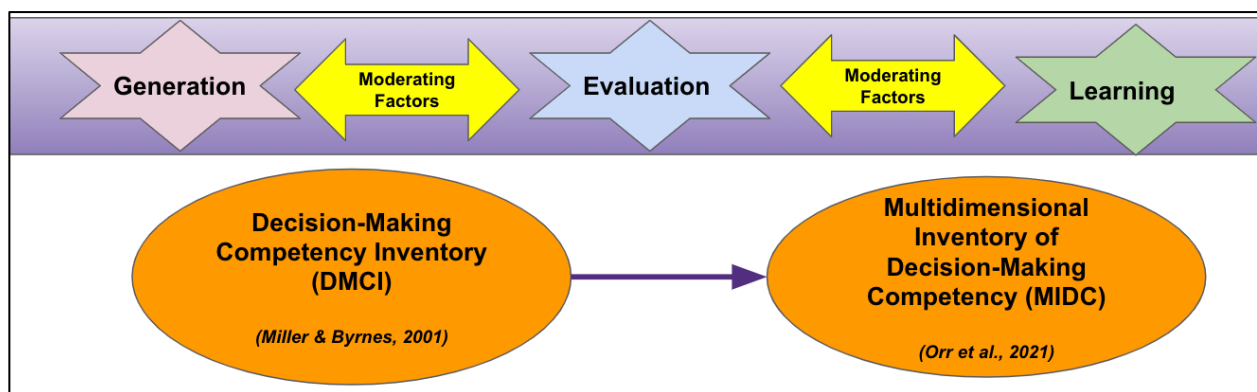 Generation
Moderating
Factors
Evaluation
Moderating
Factors
Learning
Decision-Making
Competency Inventory
(DMCI)
(Miller & Byrnes, 2001)
Multidimensional
Inventory of
Decision-Making
Competency (MIDC)
(Orr et al., 2021)